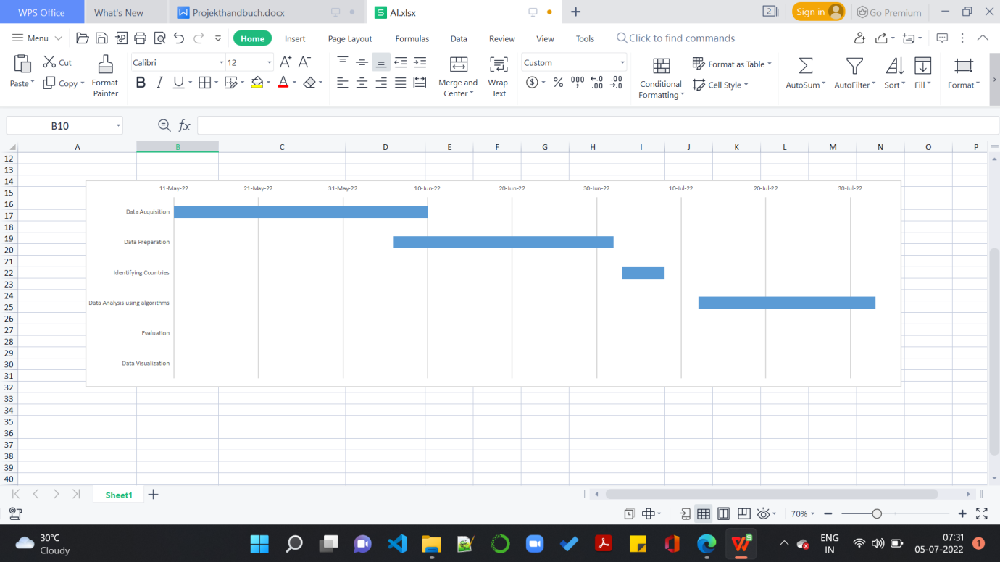 WPS Office What's New Projekthandbuch.docx AI.xlsx 2 Sign in Go Premium
Menu Home Insert Page Layout Formulas Data Review View Tools Click to find commands
Paste Cut Copy Format Painter Calibri 12 A+ A- Merge and Center Wrap Text Custom Conditional Formatting Format as Table Cell Style AutoSum AutoFilter Sort Fill Format
B I U A $ % 000 .00 .00
B10 fx
A B C D E F G H I J K L M N O P
12
13
14
15
16
17
18
19
20
21
22
23
24
25
26
27
28
29
30
31
32
33
34
35
36
37
38
39
40
11-May-22 21-May-22 31-May-22 10-Jun-22 20-Jun-22 30-Jun-22 10-Jul-22 20-Jul-22 30-Jul-22
Data Acquisition
Data Preparation
Identifying Countries
Data Analysis using algorithms
Evaluation
Data Visualization
Sheet1
70%
30°C
Cloudy
ENG
IN
07:31
05-07-2022
1